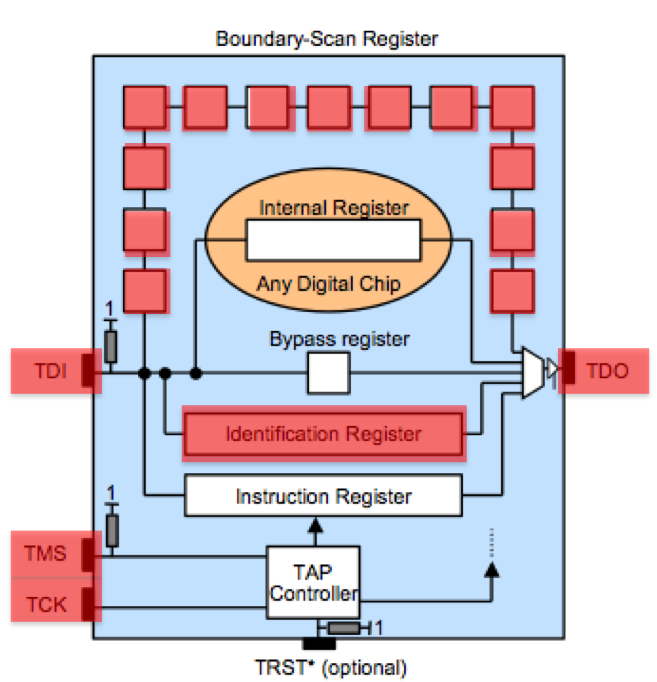 Boundary-Scan Register
Internal Register
Any Digital Chip
1
Bypass register
TDI
TDO
Identification Register
1
Instruction Register
TMS
TAP
Controller
TCK
1
TRST* (optional)